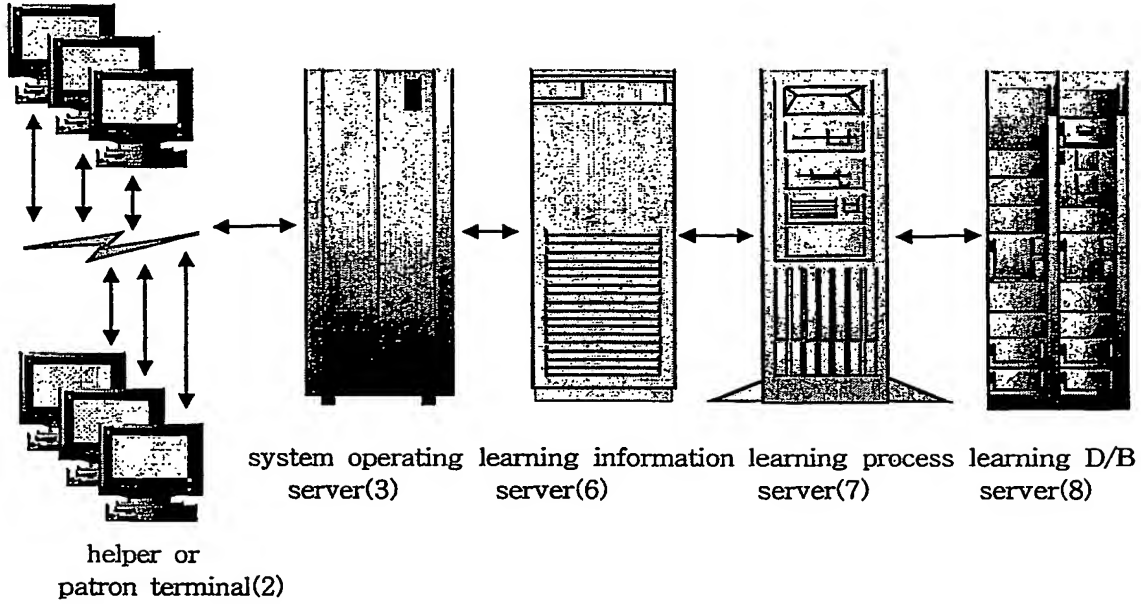 system operating learning information learning process learning D/B
server(3) server(6) server(7) server(8)
helper or
patron terminal(2)